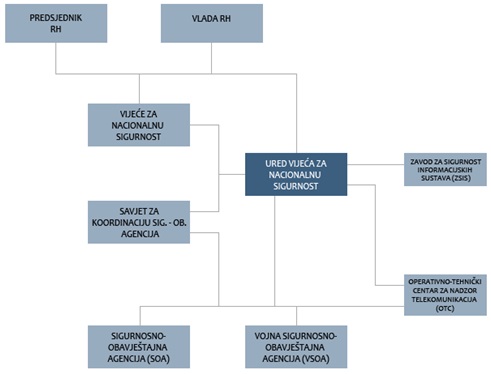 PREDSJEDNIK
RH
VLADA RH
VIJEĆE ZA
NACIONALNU
SIGURNOST
URED VIJEĆA ZA
NACIONALNU
SIGURNOST
ZAVOD ZA SIGURNOST
INFORMACIJSKIH
SUSTAVA (ZSIS)
SAVJET ZA
KOORDINACIJU SIG. - OB.
AGENCIJA
OPERATIVNO-TEHNIČKI
CENTAR ZA NADZOR
TELEKOMUNIKACIJA
(OTC)
SIGURNOSNO-
OBAVJEŠTAJNA
AGENCIJA (SOA)
VOJNA SIGURNOSNO-
OBAVJEŠTAJNA
AGENCIJA (VSOA)